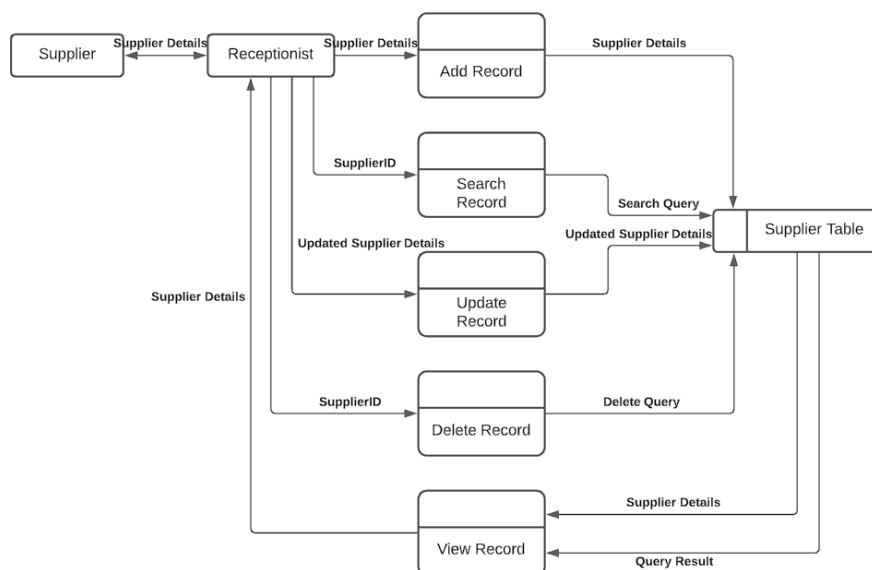 Supplier
Supplier Details
Receptionist
Supplier Details
Add Record
Supplier Details
SupplierID
Search
Record
Search Query
Supplier Table
Updated Supplier Details
Updated Supplier Details
Update
Record
Supplier Details
SupplierID
Delete Record
Delete Query
Supplier Details
View Record
Query Result